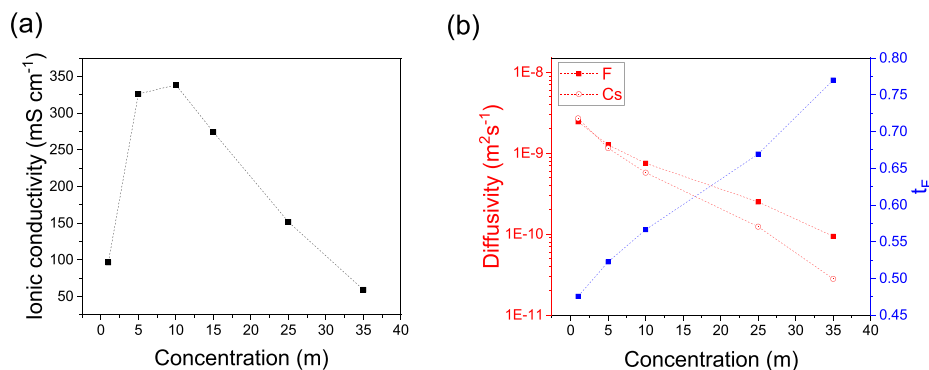 (a)
Ionic conductivity (mS cm⁻¹)
350
300
250
200
150
100
50
0 5 10 15 20 25 30 35 40
Concentration (m)
(b)
Diffusivity (m²s⁻¹)
1E-8
1E-9
1E-10
1E-11
F
Cs
0.80
0.75
0.70
0.65
0.60
0.55
0.50
0.45
t_F
0 5 10 15 20 25 30 35 40
Concentration (m)